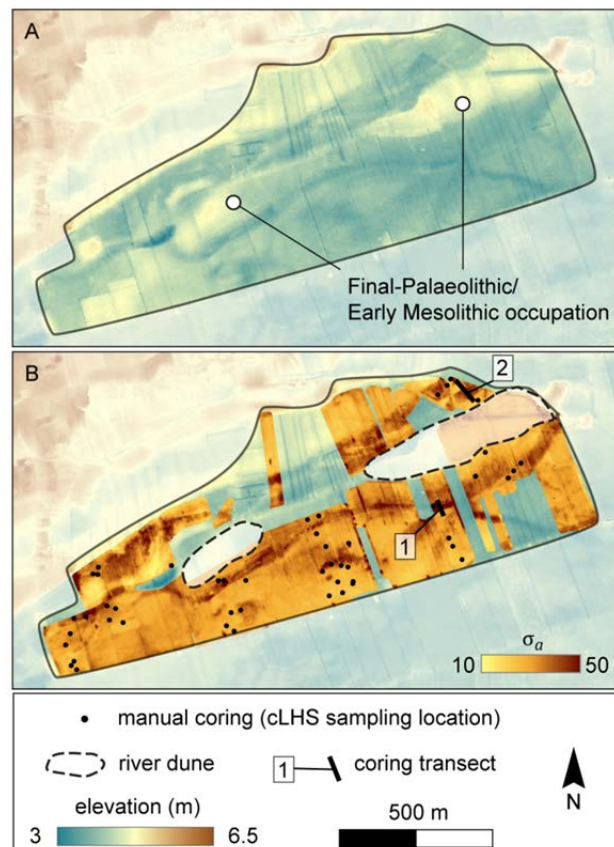 A
Final-Palaeolithic/
Early Mesolithic occupation
B
2
1
σa
10 50
manual coring (cLHS sampling location)
river dune
1 coring transect
elevation (m)
3 6.5
500 m
N